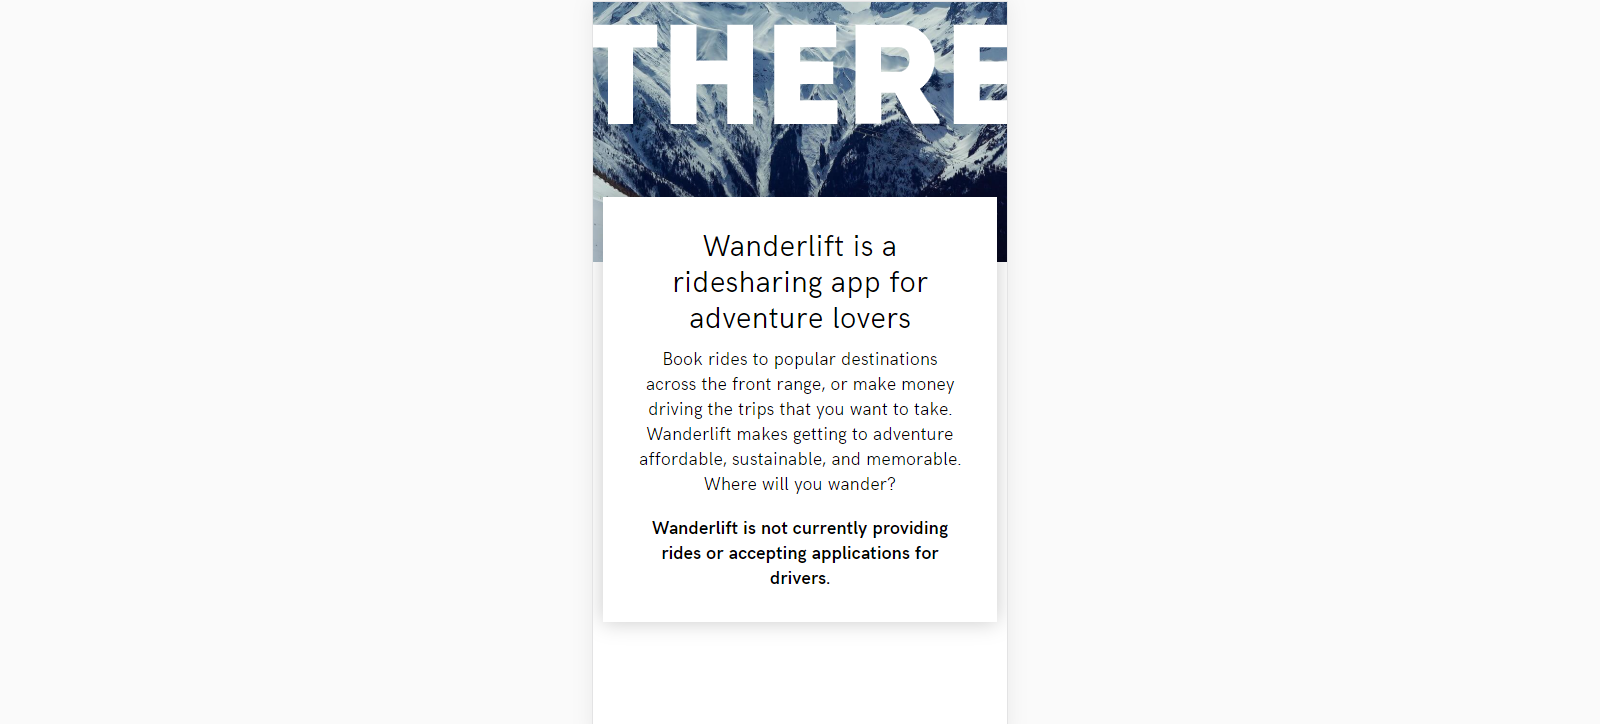 THERE
Wanderlift is a
ridesharing app for
adventure lovers
Book rides to popular destinations
across the front range, or make money
driving the trips that you want to take.
Wanderlift makes getting to adventure
affordable, sustainable, and memorable.
Where will you wander?
Wanderlift is not currently providing
rides or accepting applications for
drivers.